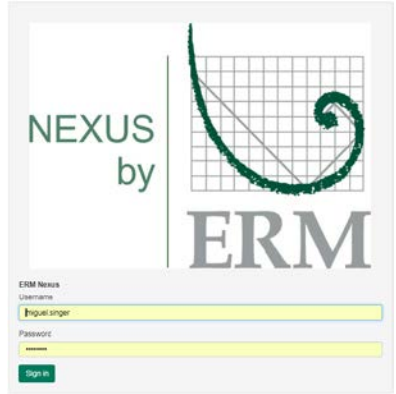 NEXUS
by
ERM
ERM Nexus
Username
miguel.singer
Password
••••••••
Sign in